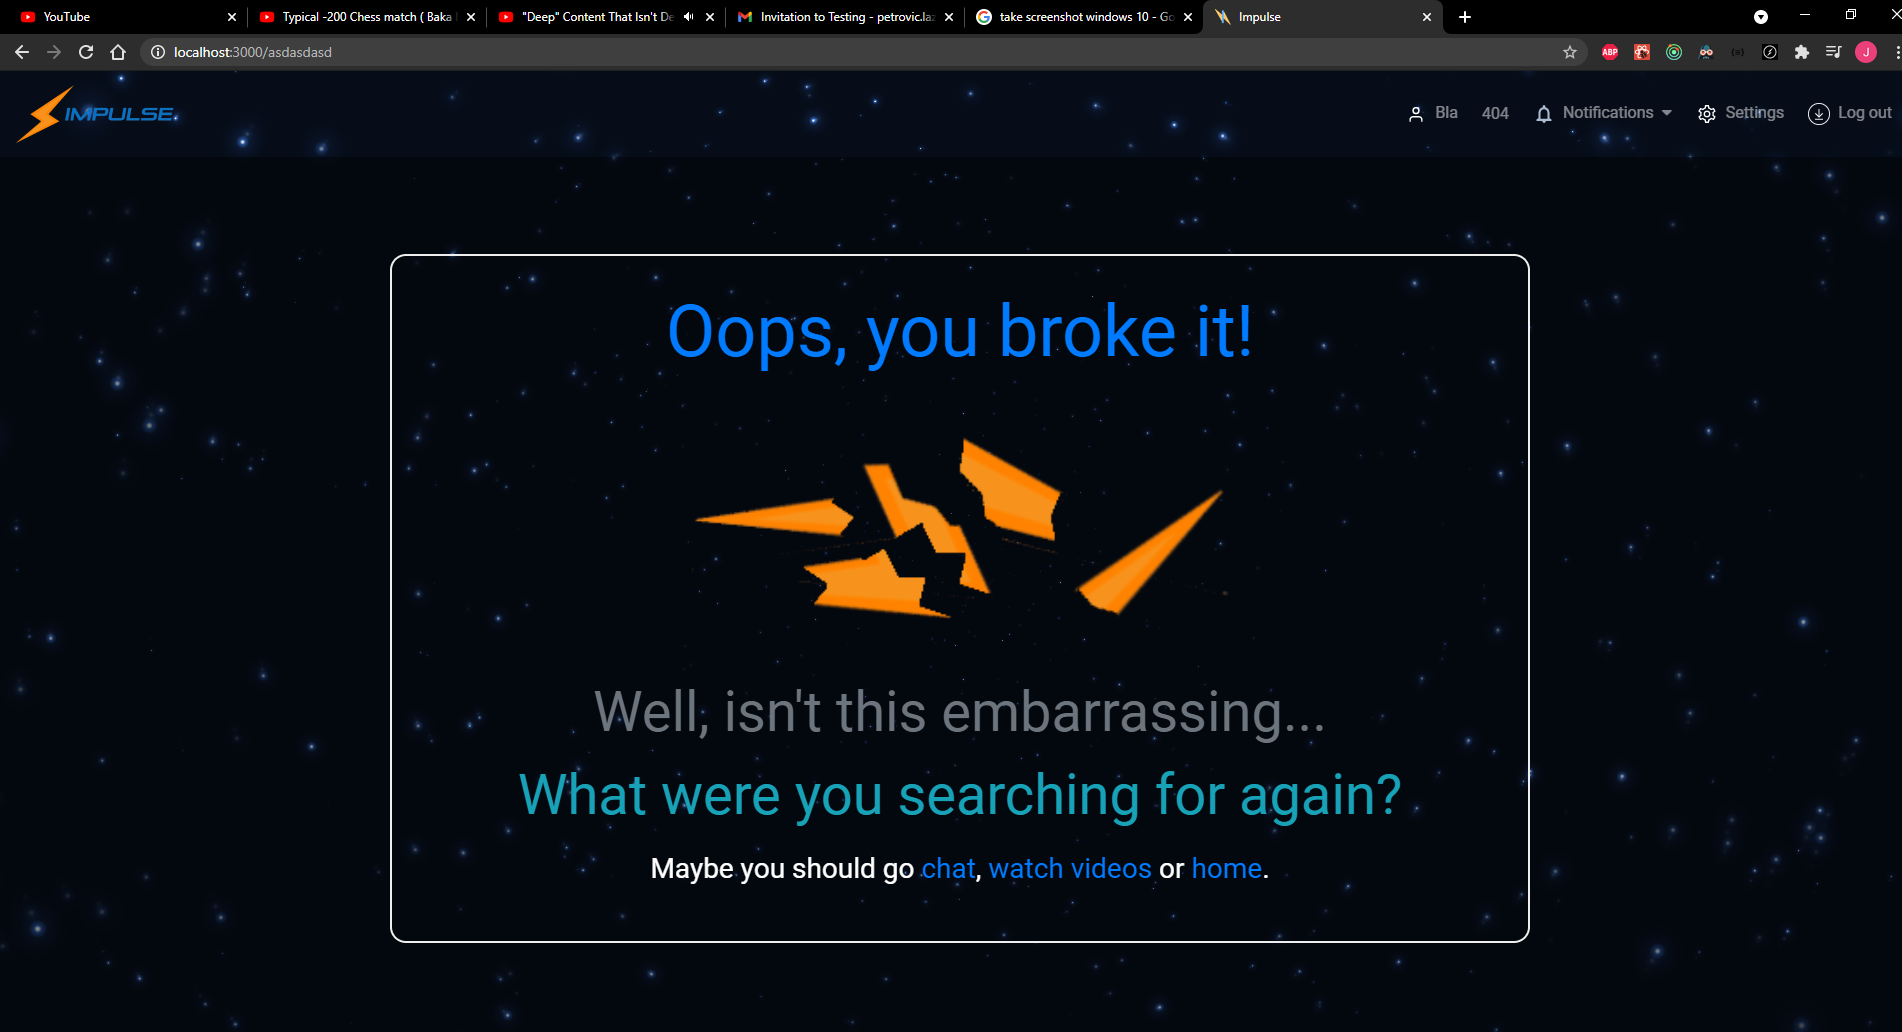 YouTube
Typical -200 Chess match ( Baka
"Deep" Content That Isn't De
Invitation to Testing - petrovic.laz
take screenshot windows 10 - Go
Impulse
localhost:3000/asdasdasd
ABP
J
IMPULSE
Bla
404
Notifications
Settings
Log out
Oops, you broke it!
Well, isn't this embarrassing...
What were you searching for again?
Maybe you should go chat, watch videos or home.